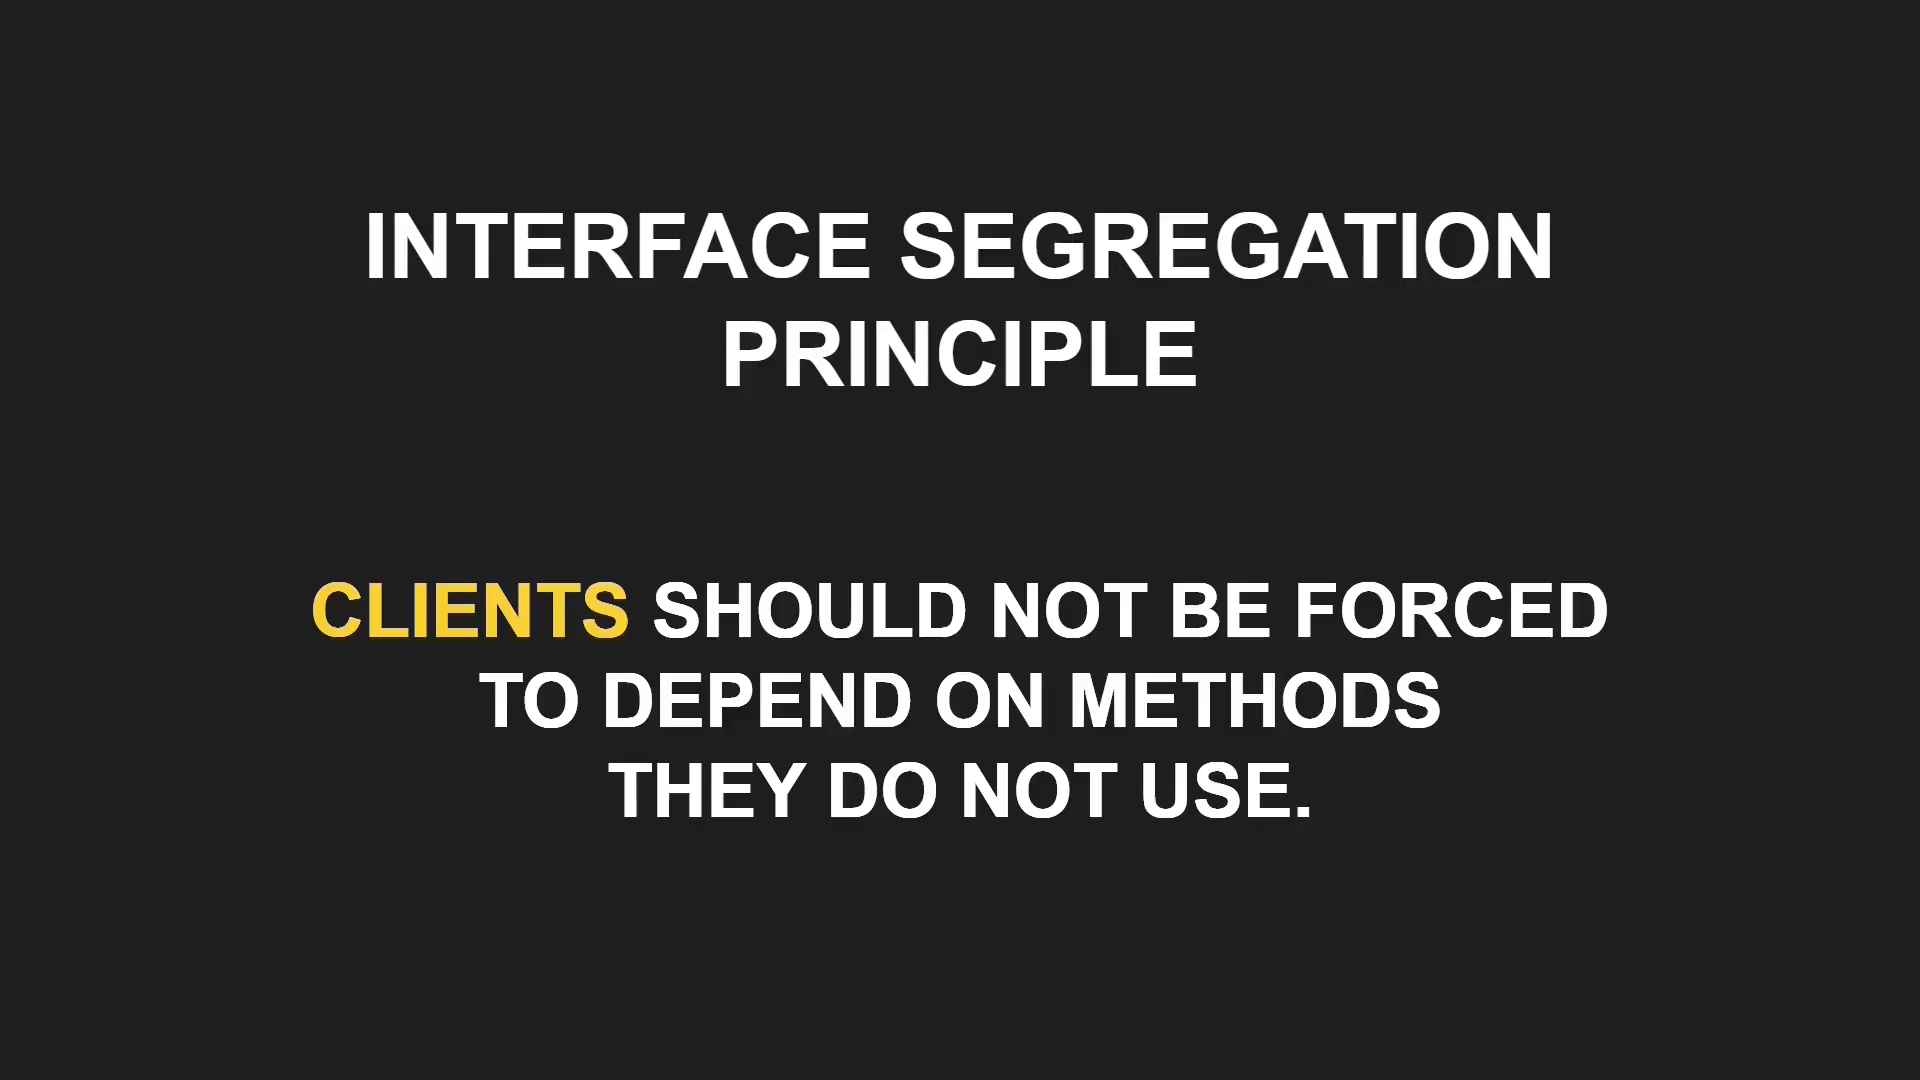 INTERFACE SEGREGATION
PRINCIPLE
CLIENTS SHOULD NOT BE FORCED
TO DEPEND ON METHODS
THEY DO NOT USE.